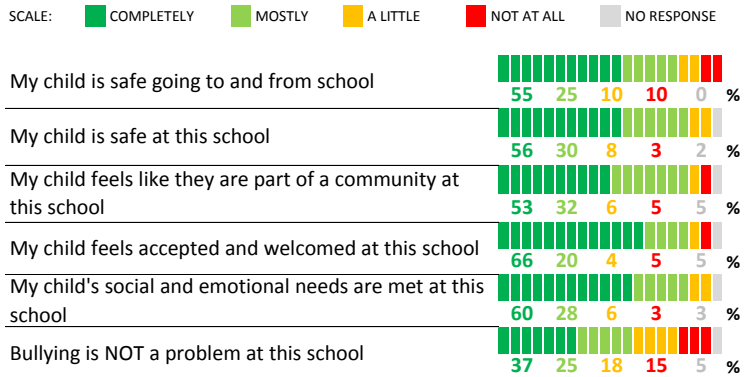 SCALE: COMPLETELY MOSTLY A LITTLE NOT AT ALL NO RESPONSE
My child is safe going to and from school
55 25 10 10 0 %
My child is safe at this school
56 30 8 3 2 %
My child feels like they are part of a community at
this school
53 32 6 5 5 %
My child feels accepted and welcomed at this school
66 20 4 5 5 %
My child's social and emotional needs are met at this
school
60 28 6 3 3 %
Bullying is NOT a problem at this school
37 25 18 15 5 %